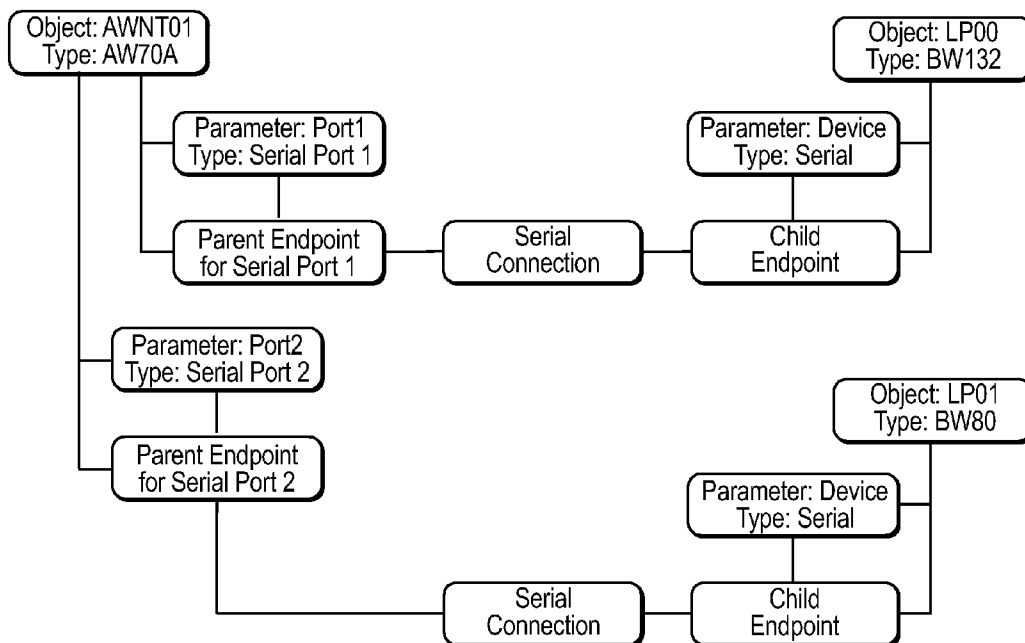 Object: AWNT01
Type: AW70A
Object: LP00
Type: BW132
Parameter: Port1
Type: Serial Port 1
Parameter: Device
Type: Serial
Parent Endpoint
for Serial Port 1
Serial
Connection
Child
Endpoint
Parameter: Port2
Type: Serial Port 2
Object: LP01
Type: BW80
Parent Endpoint
for Serial Port 2
Parameter: Device
Type: Serial
Serial
Connection
Child
Endpoint